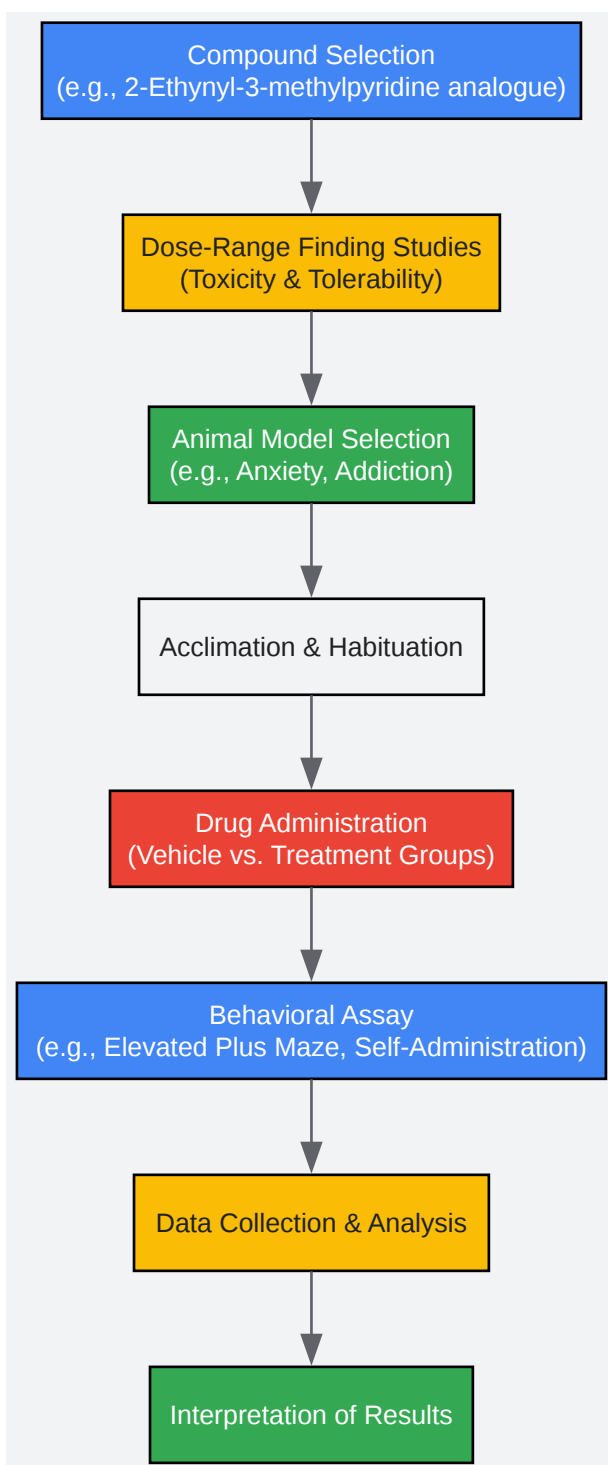 Compound Selection
(e.g., 2-Ethynyl-3-methylpyridine analogue)
Dose-Range Finding Studies
(Toxicity & Tolerability)
Animal Model Selection
(e.g., Anxiety, Addiction)
Acclimation & Habituation
Drug Administration
(Vehicle vs. Treatment Groups)
Behavioral Assay
(e.g., Elevated Plus Maze, Self-Administration)
Data Collection & Analysis
Interpretation of Results